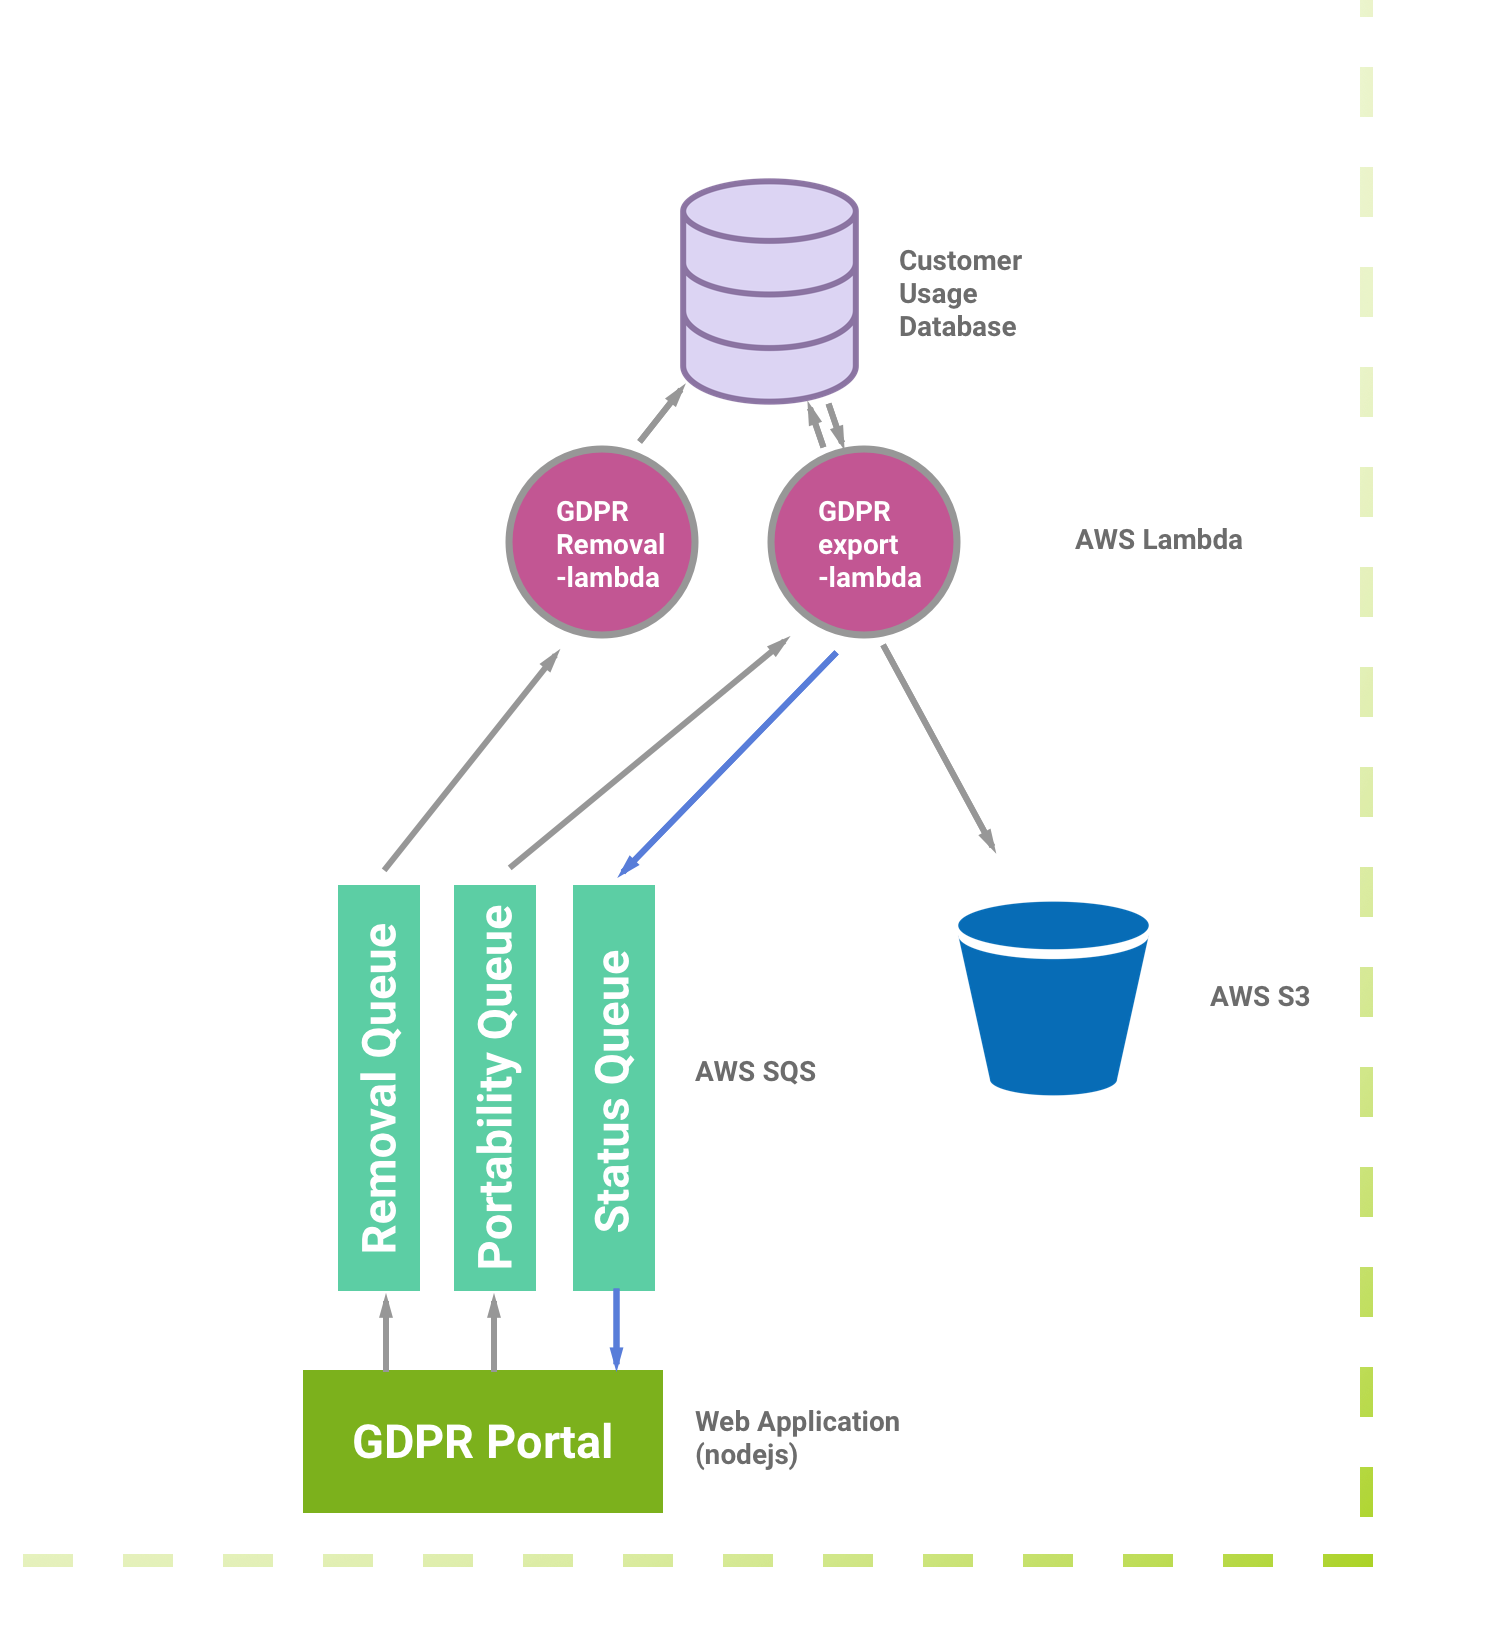 Customer
Usage
Database
GDPR
Removal
-lambda
GDPR
export
-lambda
AWS Lambda
Removal Queue
Portability Queue
Status Queue
AWS SQS
AWS S3
GDPR Portal
Web Application
(nodejs)